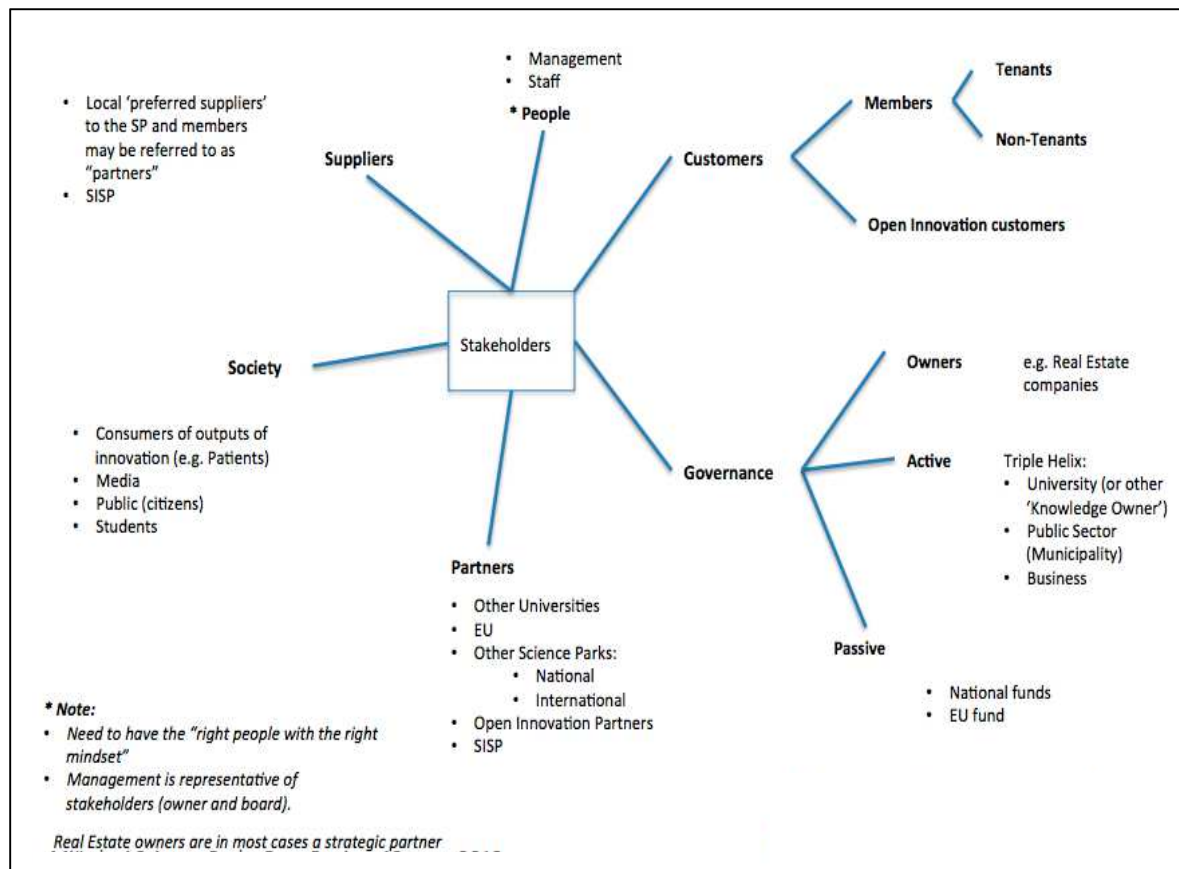 • Management
• Staff
* People
• Local ‘preferred suppliers’
to the SP and members
may be referred to as
“partners”
• SISP
Suppliers
Customers
Members
Tenants
Non-Tenants
Open Innovation customers
Stakeholders
Society
• Consumers of outputs of
innovation (e.g. Patients)
• Media
• Public (citizens)
• Students
Governance
Owners
e.g. Real Estate
companies
Active
Triple Helix:
• University (or other
‘Knowledge Owner’)
• Public Sector
(Municipality)
• Business
Passive
• National funds
• EU fund
Partners
• Other Universities
• EU
• Other Science Parks:
• National
• International
• Open Innovation Partners
• SISP
* Note:
• Need to have the “right people with the right
mindset”
• Management is representative of
stakeholders (owner and board).
Real Estate owners are in most cases a strategic partner